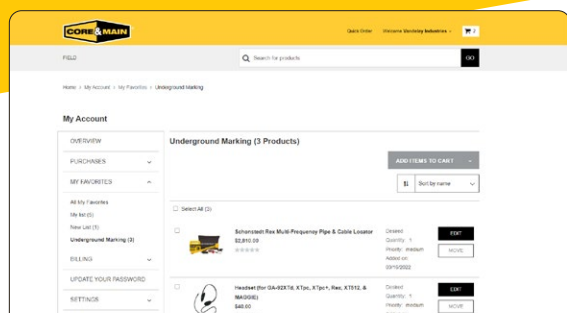 CORE & MAIN
Quick Order Welcome Vandelay Industries
FIELD
Search for products
GO
Home > My Account > My Favorites > Underground Marking
My Account
OVERVIEW
PURCHASES
MY FAVORITES
All My Favorites
My list (5)
New List (1)
Underground Marking (3)
BILLING
UPDATE YOUR PASSWORD
SETTINGS
Underground Marking (3 Products)
ADD ITEMS TO CART
Sort by name
Select All (3)
Schonstedt Rex Multi-Frequency Pipe & Cable Locator
$2,810.00
Desired
Quantity: 1
Priority: medium
Added on:
03/15/2022
EDIT
MOVE
Headset (for GA-92XTd, XTpc, XTpc+, Rex, XT512, &
MAGGIE)
$40.00
Desired
Quantity: 1
Priority: medium
EDIT
MOVE